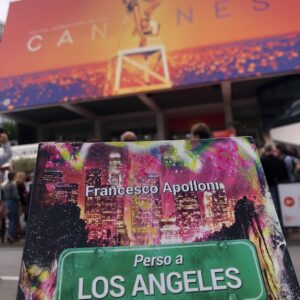 CANNES
Francesco Apolloni
Perso a
LOS ANGELES